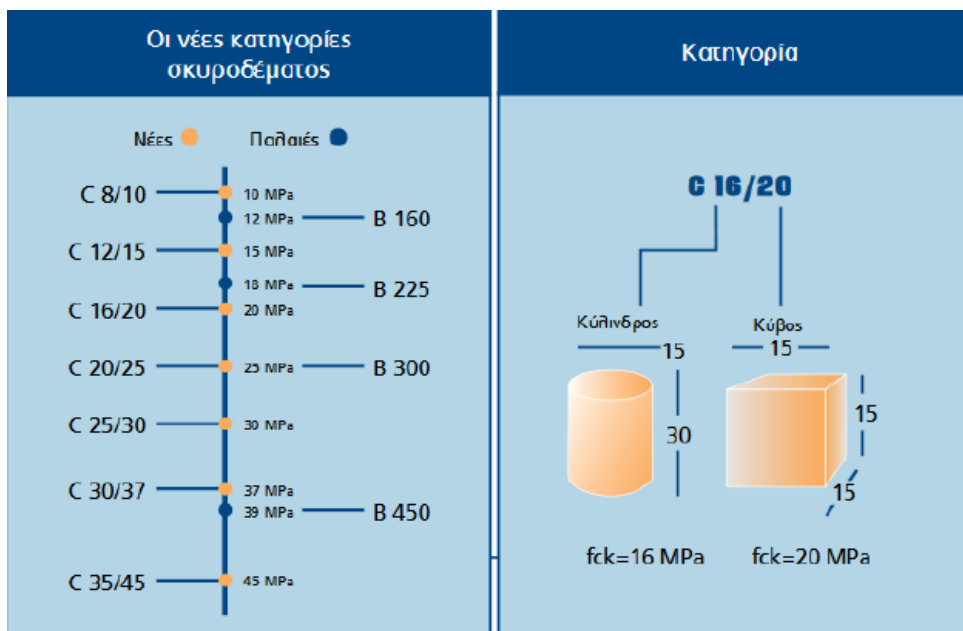 Οι νέες κατηγορίες
σκυροδέματος
Νέες Παλαιές
C 8/10 10 MPa
12 MPa B 160
C 12/15 15 MPa
18 MPa B 225
C 16/20 20 MPa
C 20/25 25 MPa B 300
C 25/30 30 MPa
C 30/37 37 MPa
39 MPa B 450
C 35/45 45 MPa
Κατηγορία
C 16/20
Κύλινδρος Κύβος
15 15
30 15
15
fck=16 MPa fck=20 MPa